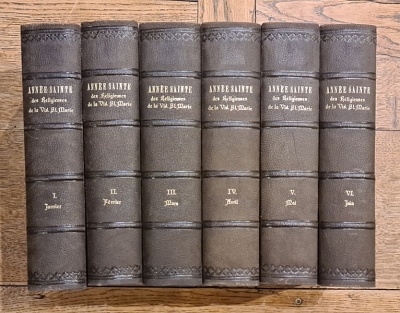 ANNÉE SAINTE
des Religieuses
de la Vis. St. Marie
I.
Janvier
ANNÉE SAINTE
des Religieuses
de la Vis. St. Marie
II.
Février
ANNÉE SAINTE
des Religieuses
de la Vis. St. Marie
III.
Mars
ANNÉE SAINTE
des Religieuses
de la Vis. St. Marie
IV.
Avril
ANNÉE SAINTE
des Religieuses
de la Vis. St. Marie
V.
Mai
ANNÉE SAINTE
des Religieuses
de la Vis. St. Marie
VI.
Juin